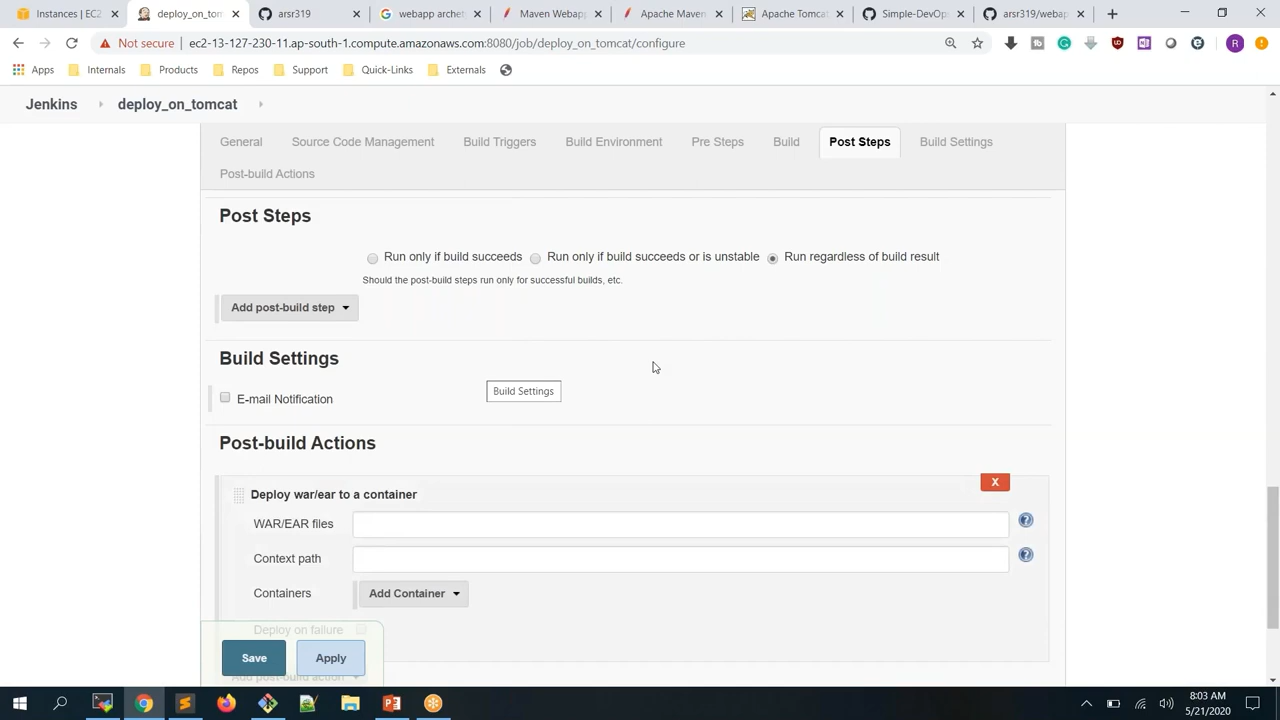 Instances | EC2
deploy_on_tom
arsr319
webapp archet
Maven Webapp
Apache Maven
Apache Tomcat
Simple-DevOp
arsr319/webap
Not secure
ec2-13-127-230-11.ap-south-1.compute.amazonaws.com:8080/job/deploy_on_tomcat/configure
R
Apps
Internals
Products
Repos
Support
Quick-Links
Externals
Jenkins
deploy_on_tomcat
General
Source Code Management
Build Triggers
Build Environment
Pre Steps
Build
Post Steps
Build Settings
Post-build Actions
Post Steps
Run only if build succeeds
Run only if build succeeds or is unstable
Run regardless of build result
Should the post-build steps run only for successful builds, etc.
Add post-build step
Build Settings
Build Settings
E-mail Notification
Post-build Actions
X
Deploy war/ear to a container
WAR/EAR files
Context path
Containers
Add Container
Deploy on failure
Save
Apply
Add post-build action
8:03 AM
5/21/2020